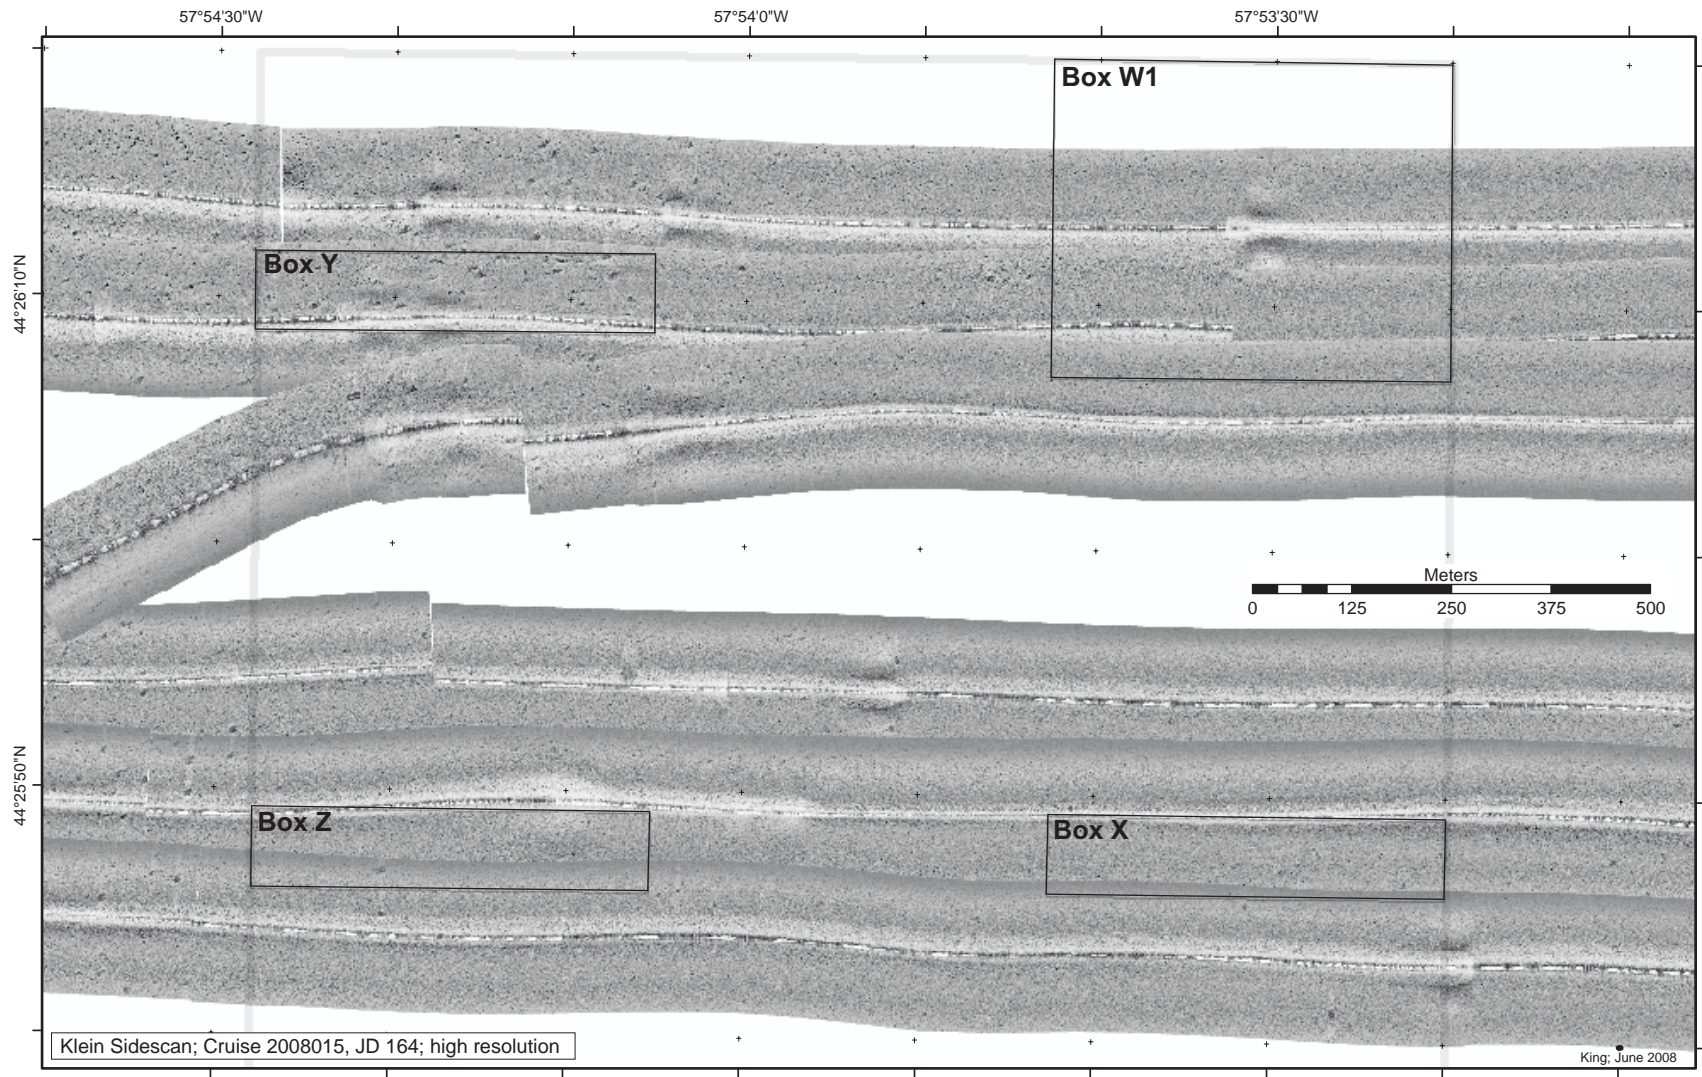 57°54'30"W 57°54'0"W 57°53'30"W
Box W1
Box Y
44°26'10"N
Meters
0 125 250 375 500
44°25'50"N
Box Z
Box X
Klein Sidescan; Cruise 2008015, JD 164; high resolution
King; June 2008